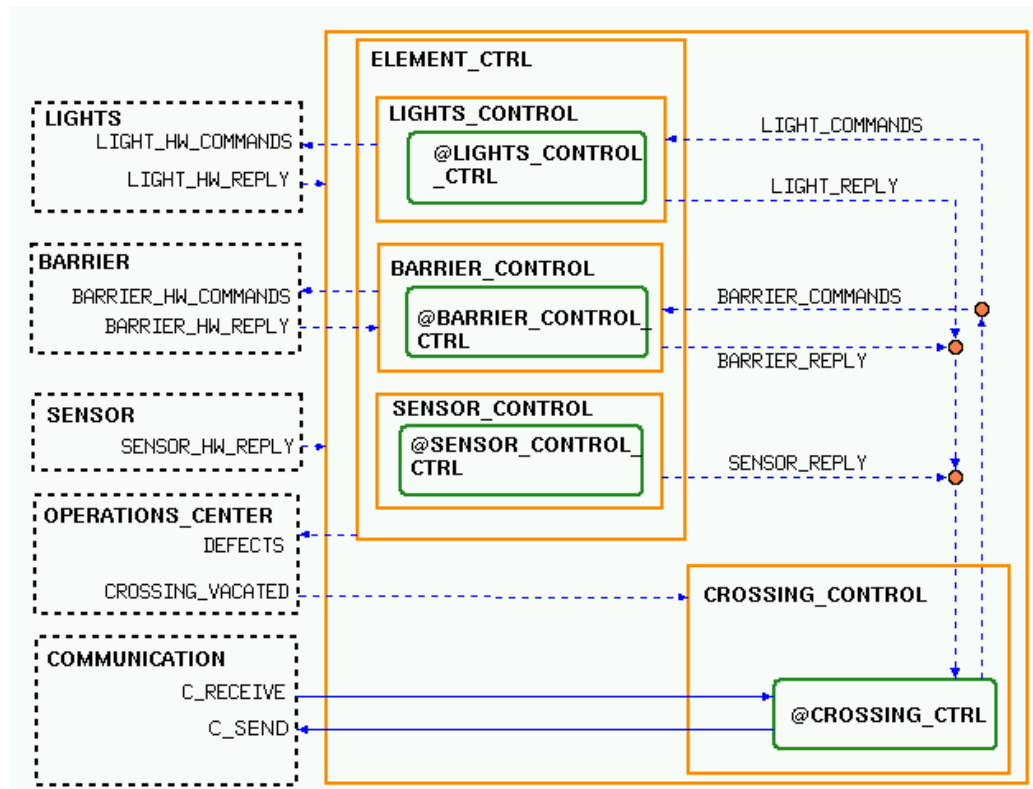 ELEMENT_CTRL
LIGHTS
LIGHT_HW_COMMANDS
LIGHT_HW_REPLY
LIGHTS_CONTROL
@LIGHTS_CONTROL
_CTRL
LIGHT_COMMANDS
LIGHT_REPLY
BARRIER
BARRIER_HW_COMMANDS
BARRIER_HW_REPLY
BARRIER_CONTROL
@BARRIER_CONTROL_
CTRL
BARRIER_COMMANDS
BARRIER_REPLY
SENSOR
SENSOR_HW_REPLY
SENSOR_CONTROL
@SENSOR_CONTROL_
CTRL
SENSOR_REPLY
OPERATIONS_CENTER
DEFECTS
CROSSING_VACATED
CROSSING_CONTROL
COMMUNICATION
C_RECEIVE
C_SEND
@CROSSING_CTRL